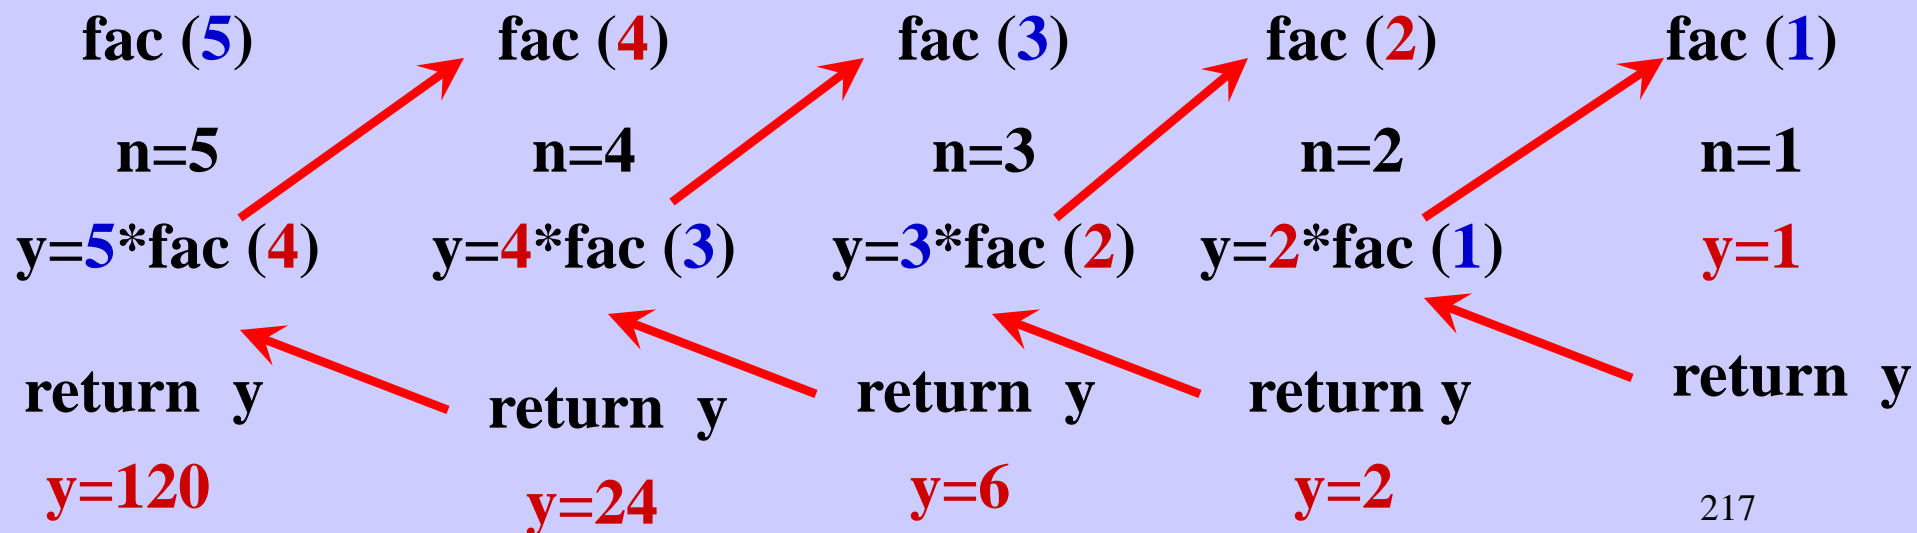 fac (5) fac (4) fac (3) fac (2) fac (1)
n=5 n=4 n=3 n=2 n=1
y=5*fac (4) y=4*fac (3) y=3*fac (2) y=2*fac (1) y=1
return y return y return y return y return y
y=120 y=24 y=6 y=2
217